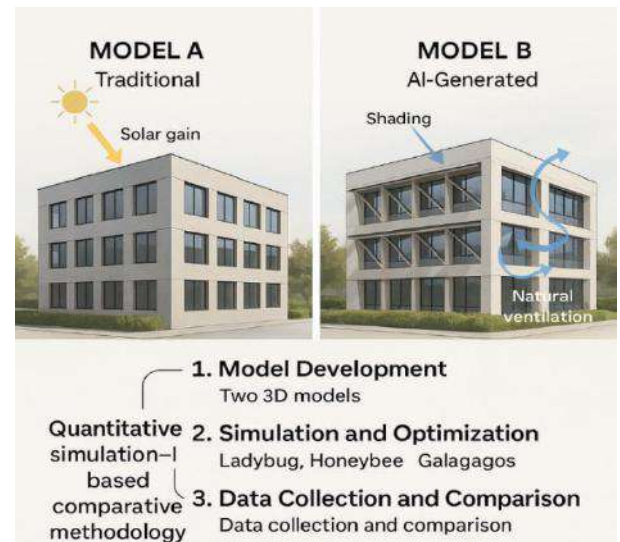 MODEL A
Traditional
Solar gain
MODEL B
AI-Generated
Shading
Natural
ventilation
Quantitative
simulation–I
based
comparative
methodology
1. Model Development
Two 3D models
2. Simulation and Optimization
Ladybug, Honeybee Galagagos
3. Data Collection and Comparison
Data collection and comparison